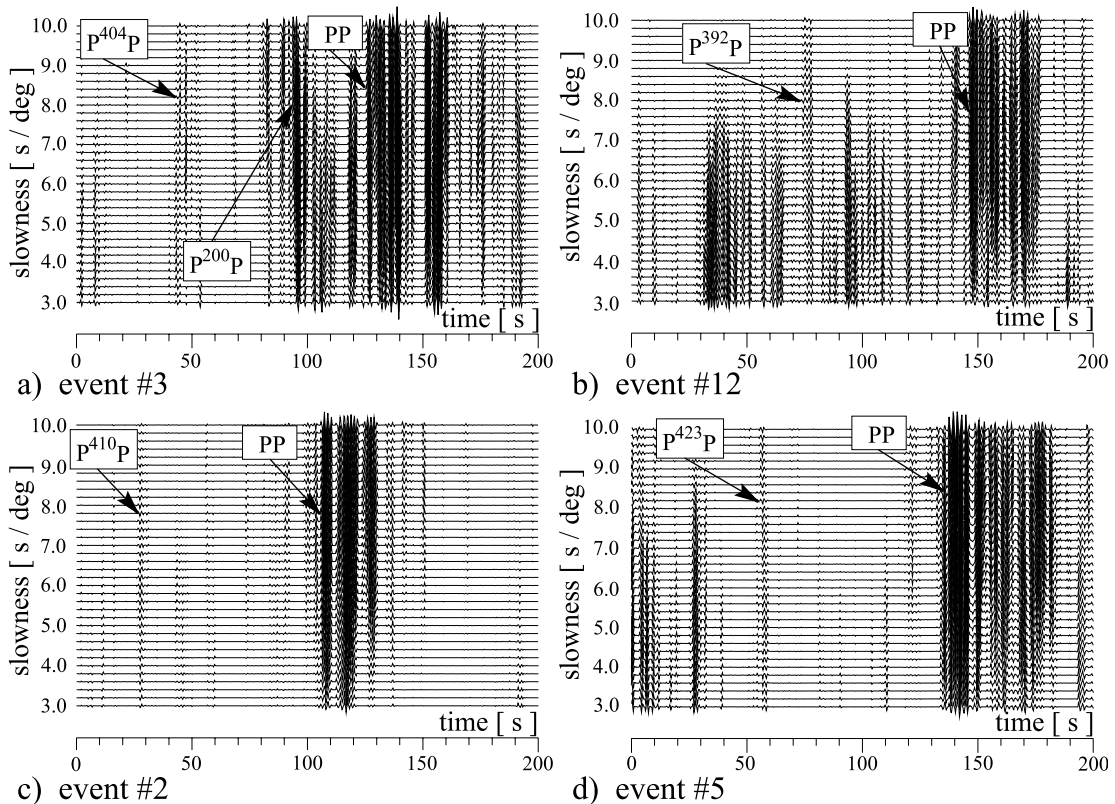 10.0
9.0
8.0
7.0
6.0
5.0
4.0
3.0
slowness [ s / deg ]
P⁴⁰⁴P
PP
P²⁰⁰P
time [ s ]
0 50 100 150 200
a) event #3
10.0
9.0
8.0
7.0
6.0
5.0
4.0
3.0
slowness [ s / deg ]
P³⁹²P
PP
time [ s ]
0 50 100 150 200
b) event #12
10.0
9.0
8.0
7.0
6.0
5.0
4.0
3.0
slowness [ s / deg ]
P⁴¹⁰P
PP
time [ s ]
0 50 100 150 200
c) event #2
10.0
9.0
8.0
7.0
6.0
5.0
4.0
3.0
slowness [ s / deg ]
P⁴²³P
PP
time [ s ]
0 50 100 150 200
d) event #5